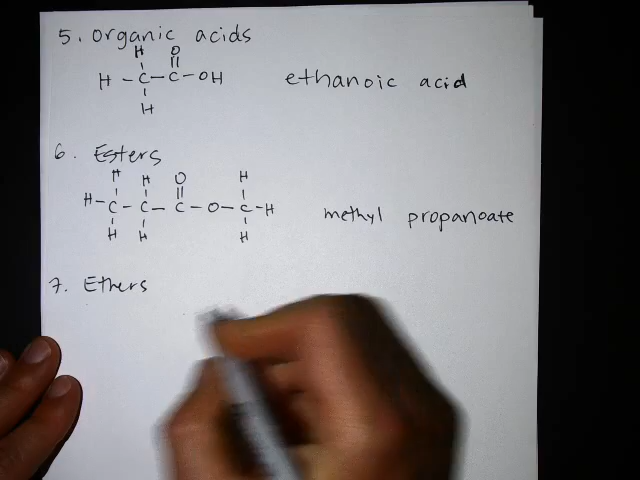 5. Organic acids
H O
|| 
H - C - C - OH ethanoic acid
H
6. Esters
H H O H
H - C - C - C - O - C - H methyl propanoate
H H H
7. Ethers